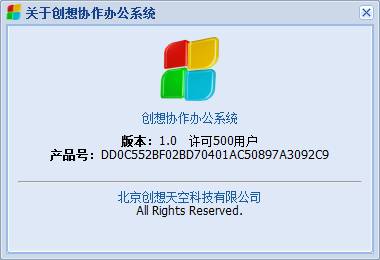 关于创想协作办公系统
创想协作办公系统
版本：1.0 许可500用户
产品号：DD0C552BF02BD70401AC50897A3092C9
北京创想天空科技有限公司
All Rights Reserved.